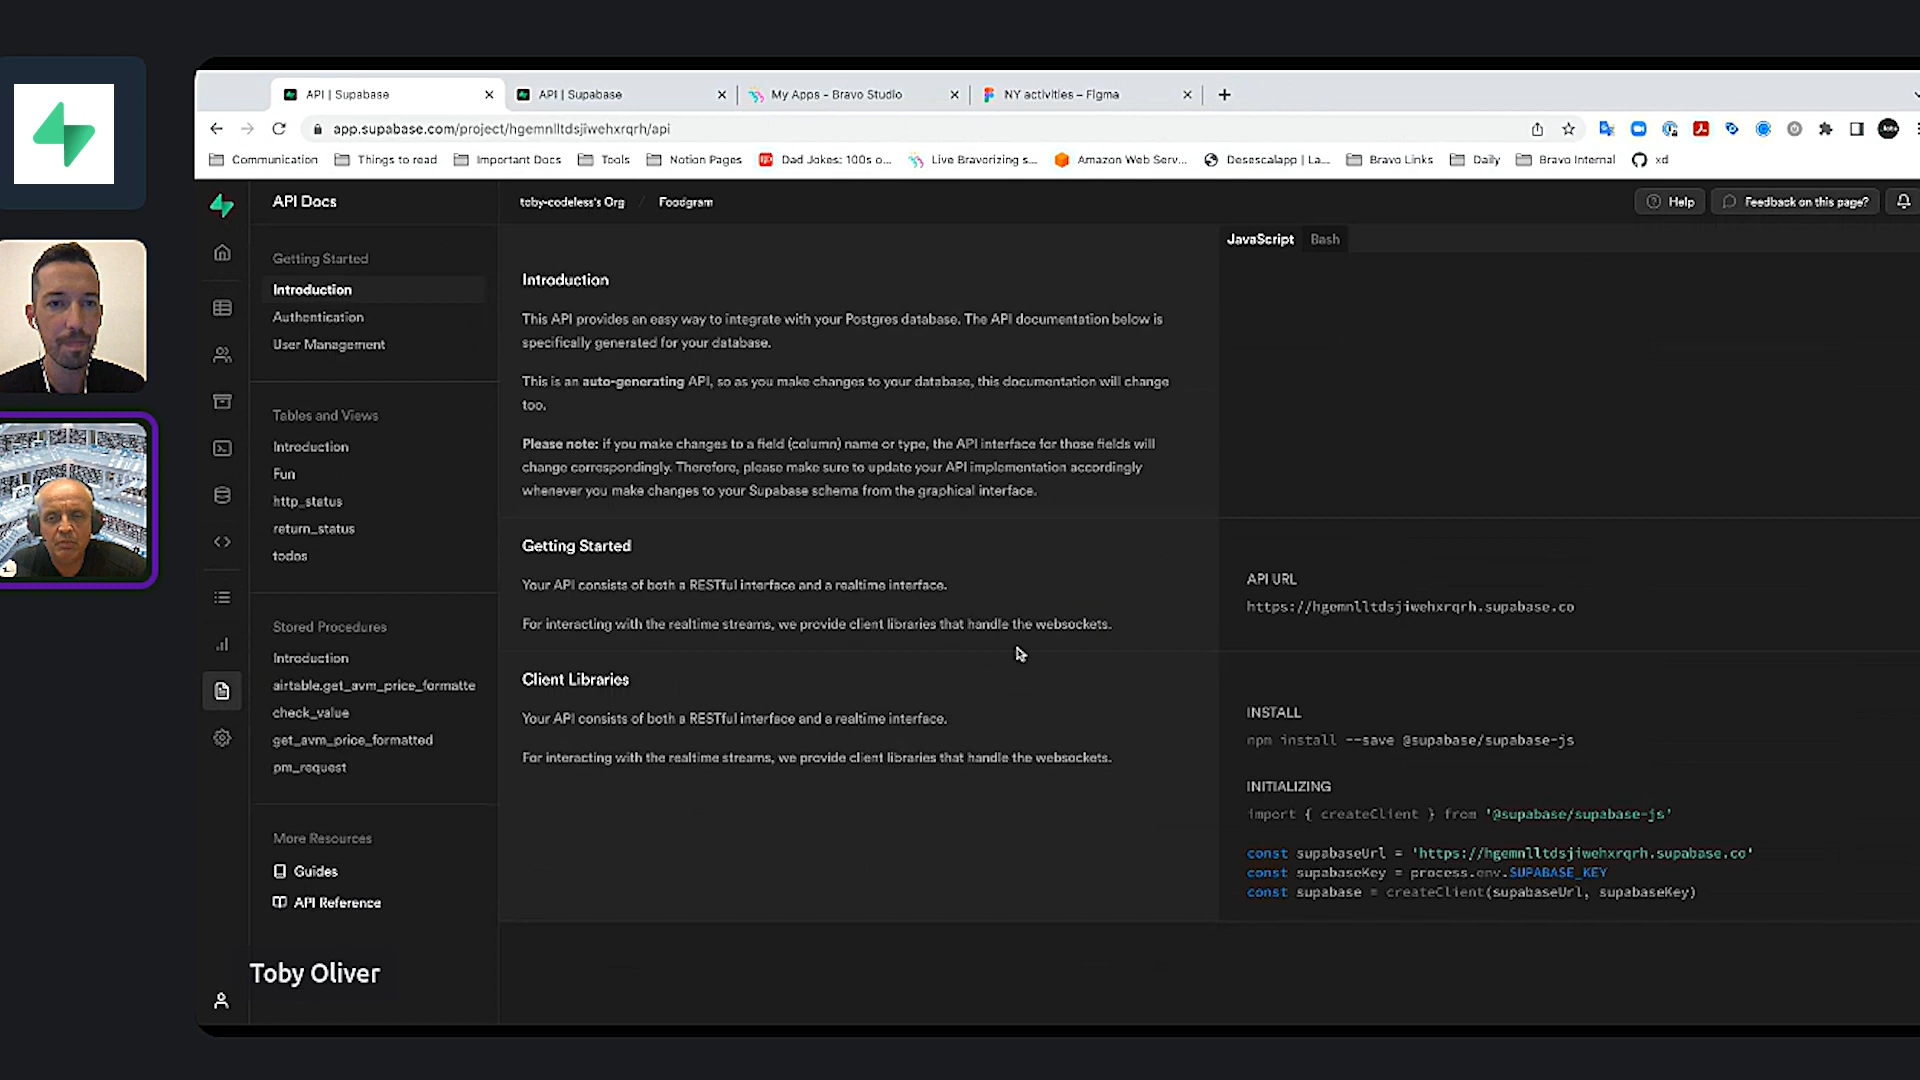 API | Supabase
API | Supabase
My Apps - Bravo Studio
NY activities – Figma
app.supabase.com/project/hgemnlltdsjiwehxrqrh/api
Communication
Things to read
Important Docs
Tools
Notion Pages
Dad Jokes: 100s o...
Live Bravorizing s...
Amazon Web Serv...
Desescalapp | La...
Bravo Links
Daily
Bravo Internal
xd
API Docs
toby-codeless's Org / Foodgram
Help
Feedback on this page?
Getting Started
Introduction
Authentication
User Management
Tables and Views
Introduction
Fun
http_status
return_status
todos
Stored Procedures
Introduction
airtable.get_avm_price_formatte
check_value
get_avm_price_formatted
pm_request
More Resources
Guides
API Reference
Toby Oliver
JavaScript
Bash
Introduction
This API provides an easy way to integrate with your Postgres database. The API documentation below is
specifically generated for your database.
This is an auto-generating API, so as you make changes to your database, this documentation will change
too.
Please note: if you make changes to a field (column) name or type, the API interface for those fields will
change correspondingly. Therefore, please make sure to update your API implementation accordingly
whenever you make changes to your Supabase schema from the graphical interface.
Getting Started
Your API consists of both a RESTful interface and a realtime interface.
For interacting with the realtime streams, we provide client libraries that handle the websockets.
API URL
https://hgemnlltdsjiwehxrqrh.supabase.co
Client Libraries
Your API consists of both a RESTful interface and a realtime interface.
For interacting with the realtime streams, we provide client libraries that handle the websockets.
INSTALL
npm install --save @supabase/supabase-js
INITIALIZING
import { createClient } from '@supabase/supabase-js'
const supabaseUrl = 'https://hgemnlltdsjiwehxrqrh.supabase.co'
const supabaseKey = process.env.SUPABASE_KEY
const supabase = createClient(supabaseUrl, supabaseKey)